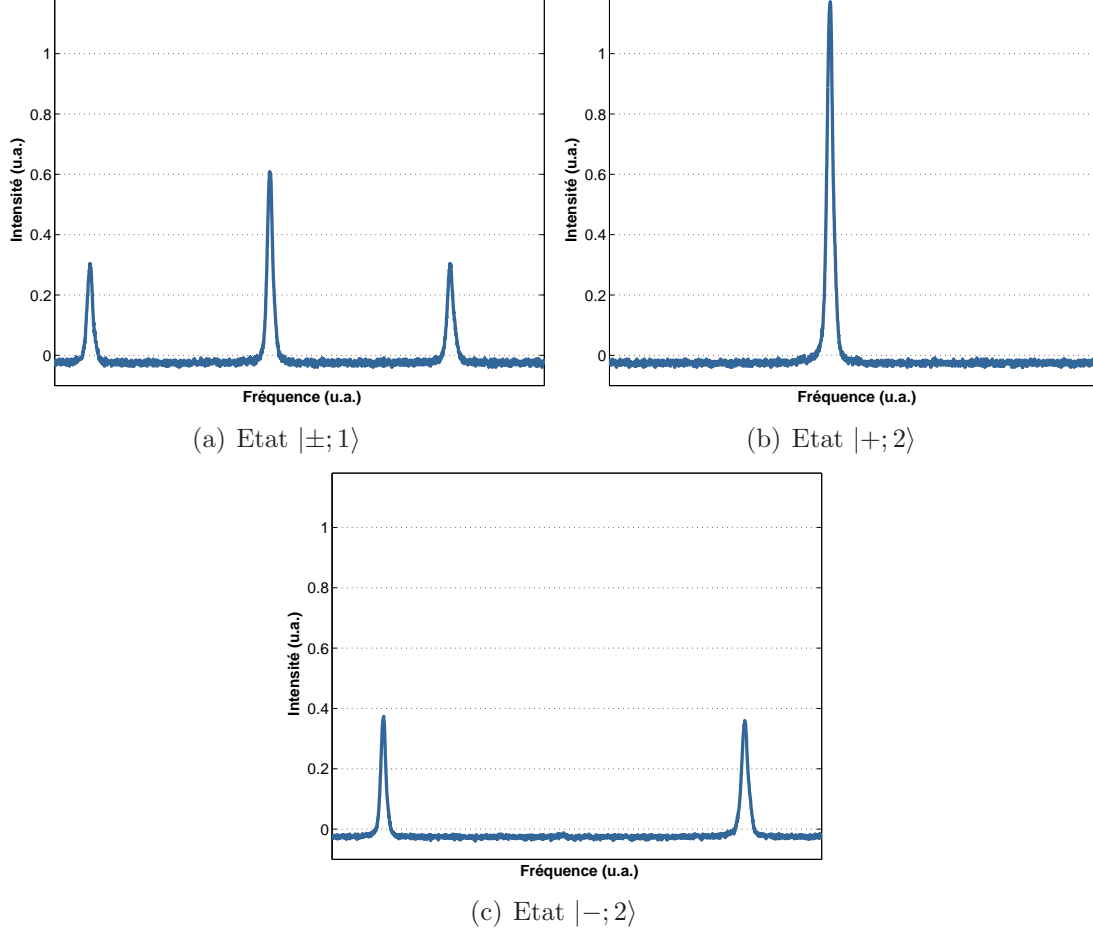 1
0.8
0.6
0.4
0.2
0
Intensité (u.a.)
Fréquence (u.a.)
(a) Etat |±; 1⟩
1
0.8
0.6
0.4
0.2
0
Intensité (u.a.)
Fréquence (u.a.)
(b) Etat |+; 2⟩
1
0.8
0.6
0.4
0.2
0
Intensité (u.a.)
Fréquence (u.a.)
(c) Etat |−; 2⟩